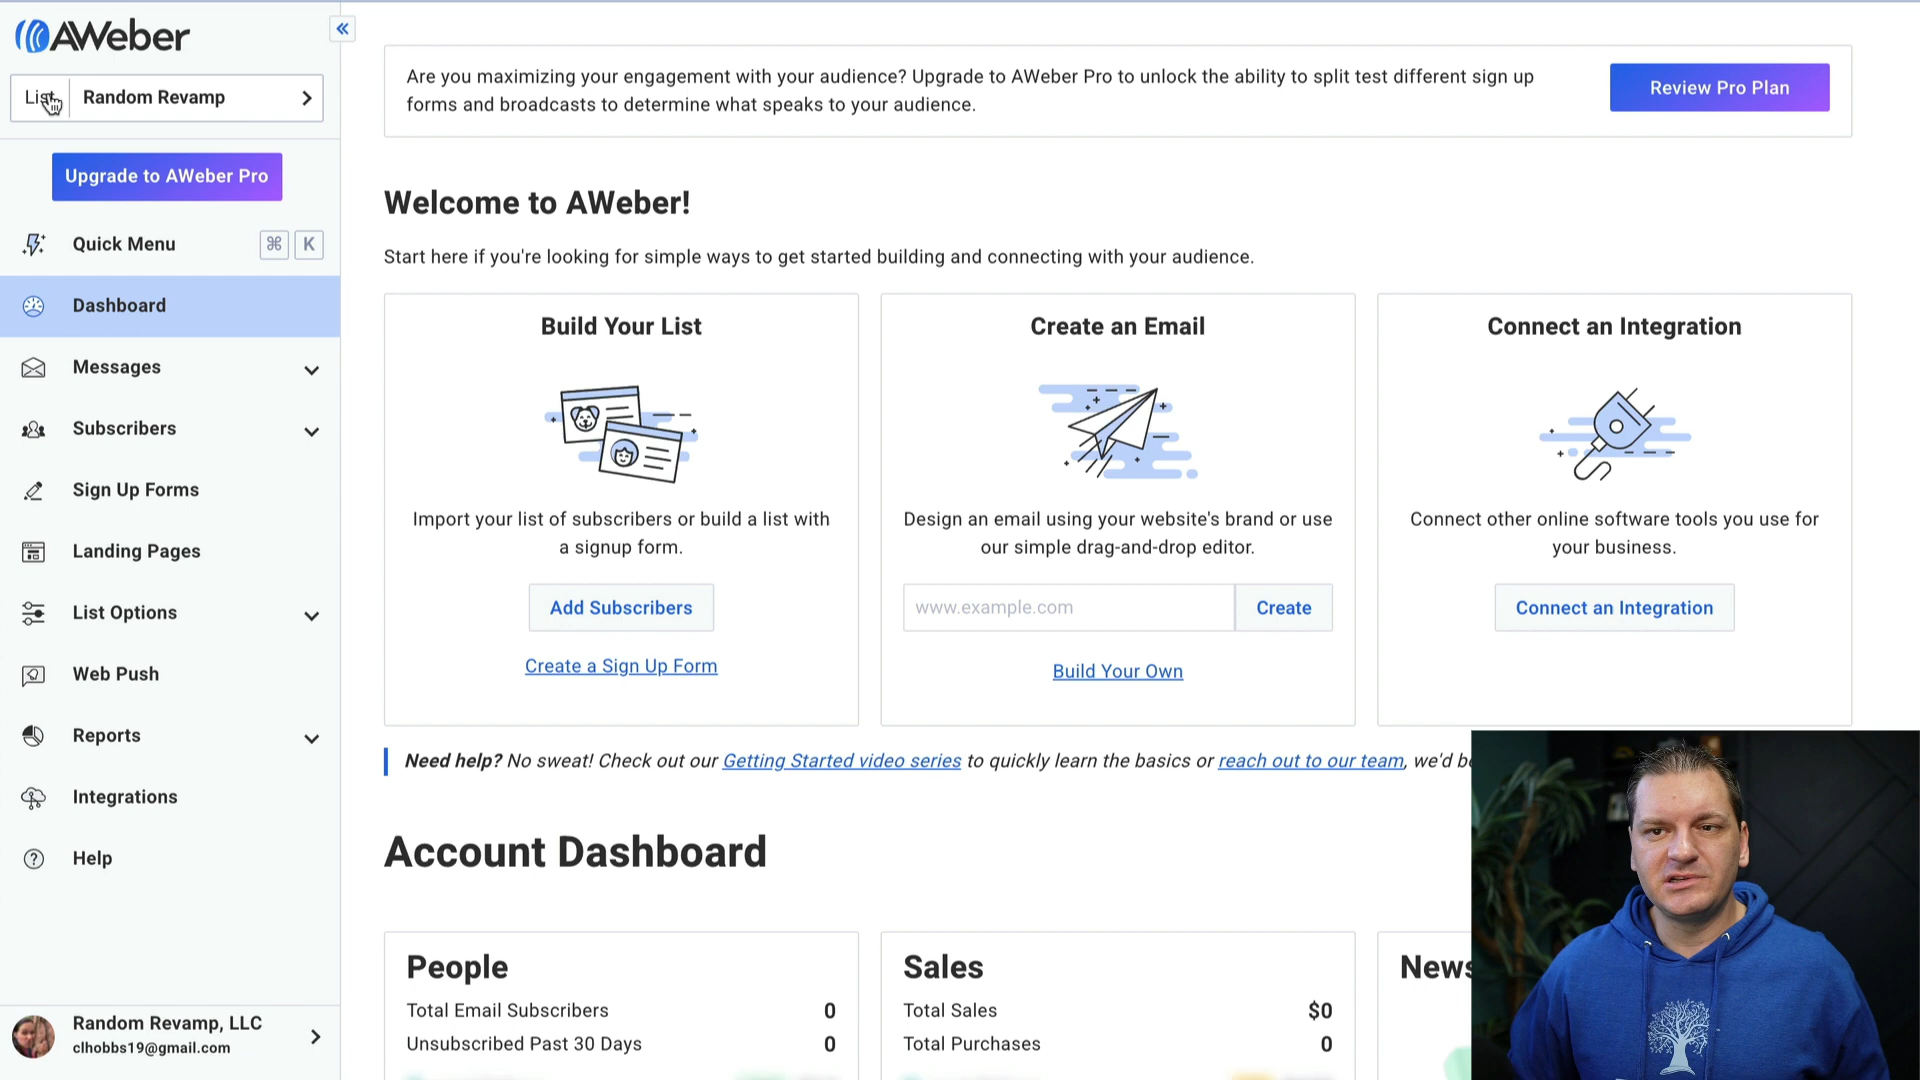 AWeber
List Random Revamp
Upgrade to AWeber Pro
Quick Menu ⌘ K
Dashboard
Messages
Subscribers
Sign Up Forms
Landing Pages
List Options
Web Push
Reports
Integrations
Help
Random Revamp, LLC
clhobbs19@gmail.com
Are you maximizing your engagement with your audience? Upgrade to AWeber Pro to unlock the ability to split test different sign up
forms and broadcasts to determine what speaks to your audience.
Review Pro Plan
Welcome to AWeber!
Start here if you're looking for simple ways to get started building and connecting with your audience.
Build Your List
Import your list of subscribers or build a list with
a signup form.
Add Subscribers
Create a Sign Up Form
Create an Email
Design an email using your website's brand or use
our simple drag-and-drop editor.
www.example.com
Create
Build Your Own
Connect an Integration
Connect other online software tools you use for
your business.
Connect an Integration
Need help? No sweat! Check out our Getting Started video series to quickly learn the basics or reach out to our team, we'd b
Account Dashboard
People
Total Email Subscribers 0
Unsubscribed Past 30 Days 0
Sales
Total Sales $0
Total Purchases 0
News